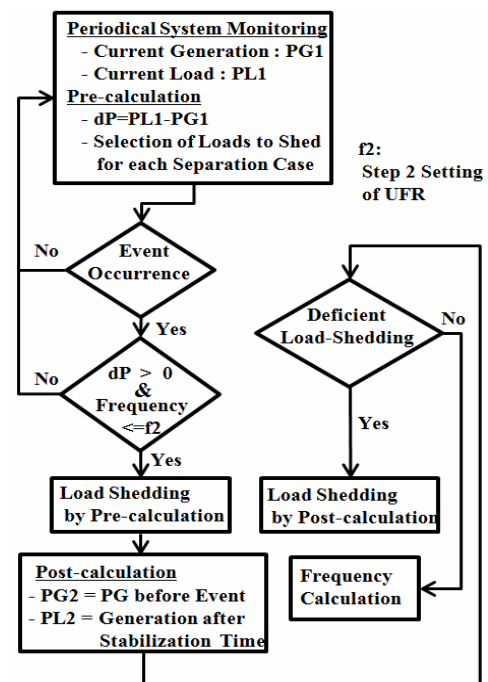 Periodical System Monitoring
- Current Generation : PG1
- Current Load : PL1
Pre-calculation
- dP=PL1-PG1
- Selection of Loads to Shed
for each Separation Case
f2:
Step 2 Setting
of UFR
No
Event
Occurrence
Yes
No
dP > 0
&
Frequency
<=f2
Yes
Load Shedding
by Pre-calculation
Post-calculation
- PG2 = PG before Event
- PL2 = Generation after
Stabilization Time
Deficient
Load-Shedding
No
Yes
Load Shedding
by Post-calculation
Frequency
Calculation